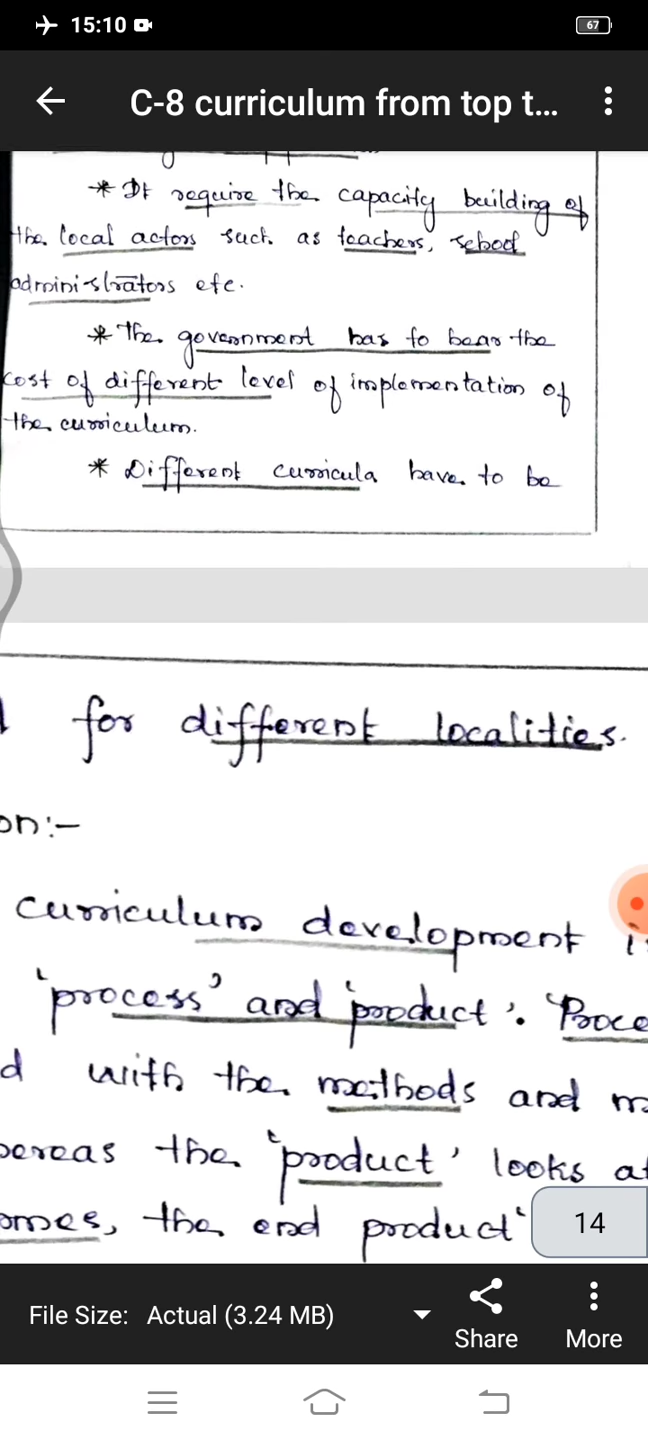 15:10
67
C-8 curriculum from top t...
* It require the capacity building of
the local actors such as teachers, school
administrators etc.
* The government has to bear the
cost of different level of implementation of
the curriculum.
* Different curricula have to be
for different localities.
on:-
curriculum development i
'process' and 'product'. 'Proce
d with the methods and m
hereas the 'product' looks at
omes, the end product
14
File Size: Actual (3.24 MB)
Share
More